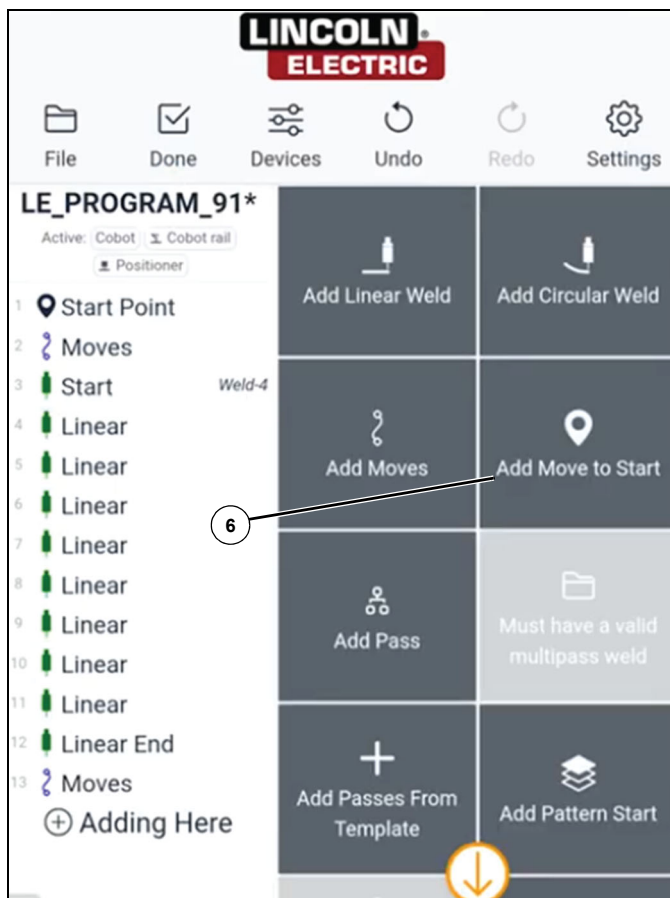 LINCOLN
ELECTRIC
File
Done
Devices
Undo
Redo
Settings
LE_PROGRAM_91*
Active: Cobot Cobot rail
Positioner
1 Start Point
2 Moves
3 Start Weld-4
4 Linear
5 Linear
6 Linear
7 Linear
8 Linear
9 Linear
10 Linear
11 Linear
12 Linear End
13 Moves
Adding Here
Add Linear Weld
Add Circular Weld
Add Moves
Add Move to Start
6
Add Pass
Must have a valid
multipass weld
Add Passes From
Template
Add Pattern Start